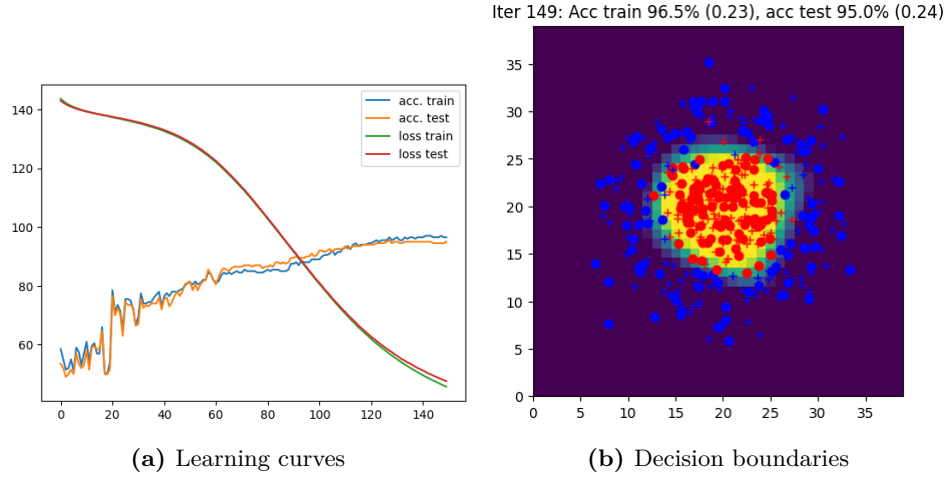 Iter 149: Acc train 96.5% (0.23), acc test 95.0% (0.24)
140
120
100
80
60
0 20 40 60 80 100 120 140
acc. train
acc. test
loss train
loss test
35
30
25
20
15
10
5
0
0 5 10 15 20 25 30 35
(a) Learning curves
(b) Decision boundaries